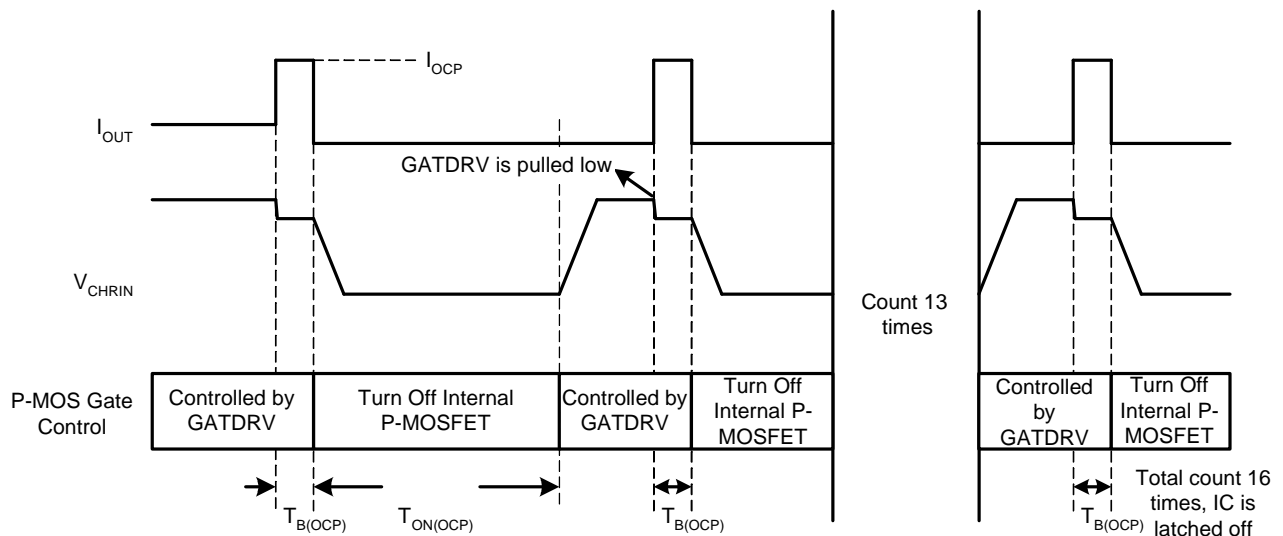 I_OCP
I_OUT
GATDRV is pulled low
V_CHRIN
Count 13
times
P-MOS Gate
Control
Controlled by
GATDRV
Turn Off Internal
P-MOSFET
Controlled by
GATDRV
Turn Off
Internal P-
MOSFET
Controlled
by
GATDRV
Turn Off
Internal P-
MOSFET
T_B(OCP)
T_ON(OCP)
T_B(OCP)
T_B(OCP)
Total count 16
times, IC is
latched off